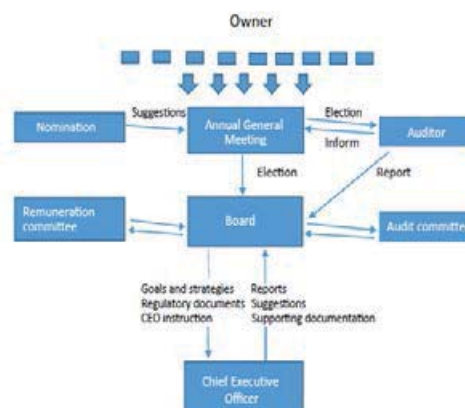 Owner
Suggestions
Election
Nomination
Annual General
Meeting
Auditor
Inform
Election
Report
Remuneration
committee
Board
Audit committee
Goals and strategies
Regulatory documents
CEO instruction
Reports
Suggestions
Supporting documentation
Chief Executive
Officer